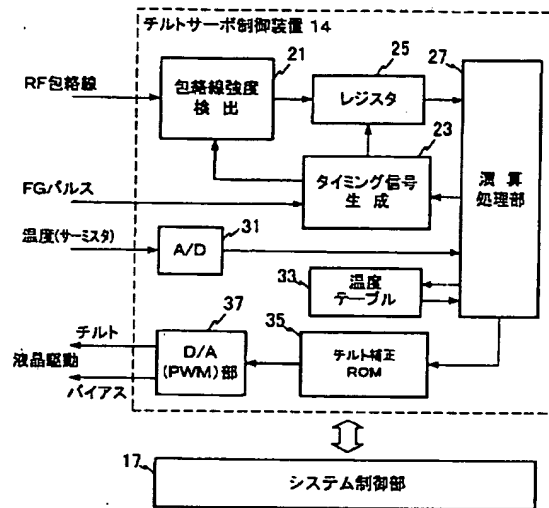 チルトサーボ制御装置 14
RF包絡線
21
包絡線強度
検出
25
レジスタ
27
演算
処理部
23
タイミング信号
生成
FGパルス
温度(サーミスタ)
A/D
31
33
温度
テーブル
37
D/A
(PWM)部
35
チルト補正
ROM
チルト
液晶駆動
バイアス
17
システム制御部